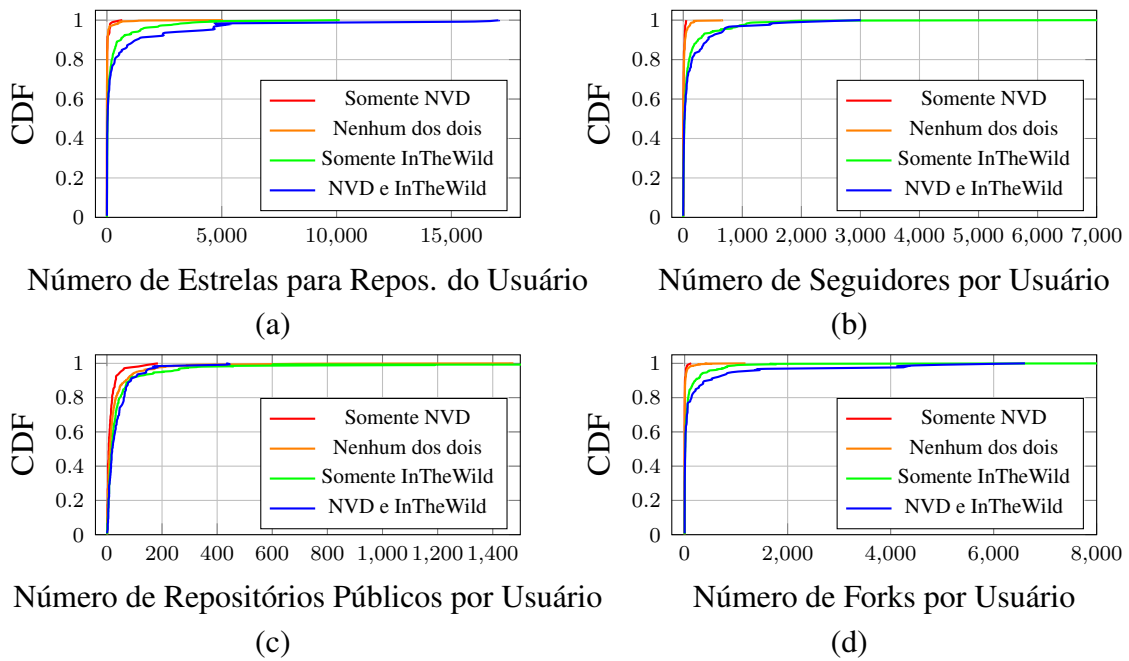 1
0.8
0.6
0.4
0.2
0
CDF
Somente NVD
Nenhum dos dois
Somente InTheWild
NVD e InTheWild
0 5,000 10,000 15,000
Número de Estrelas para Repos. do Usuário
(a)
1
0.8
0.6
0.4
0.2
0
CDF
Somente NVD
Nenhum dos dois
Somente InTheWild
NVD e InTheWild
0 1,000 2,000 3,000 4,000 5,000 6,000 7,000
Número de Seguidores por Usuário
(b)
1
0.8
0.6
0.4
0.2
0
CDF
Somente NVD
Nenhum dos dois
Somente InTheWild
NVD e InTheWild
0 200 400 600 800 1,000 1,200 1,400
Número de Repositórios Públicos por Usuário
(c)
1
0.8
0.6
0.4
0.2
0
CDF
Somente NVD
Nenhum dos dois
Somente InTheWild
NVD e InTheWild
0 2,000 4,000 6,000 8,000
Número de Forks por Usuário
(d)